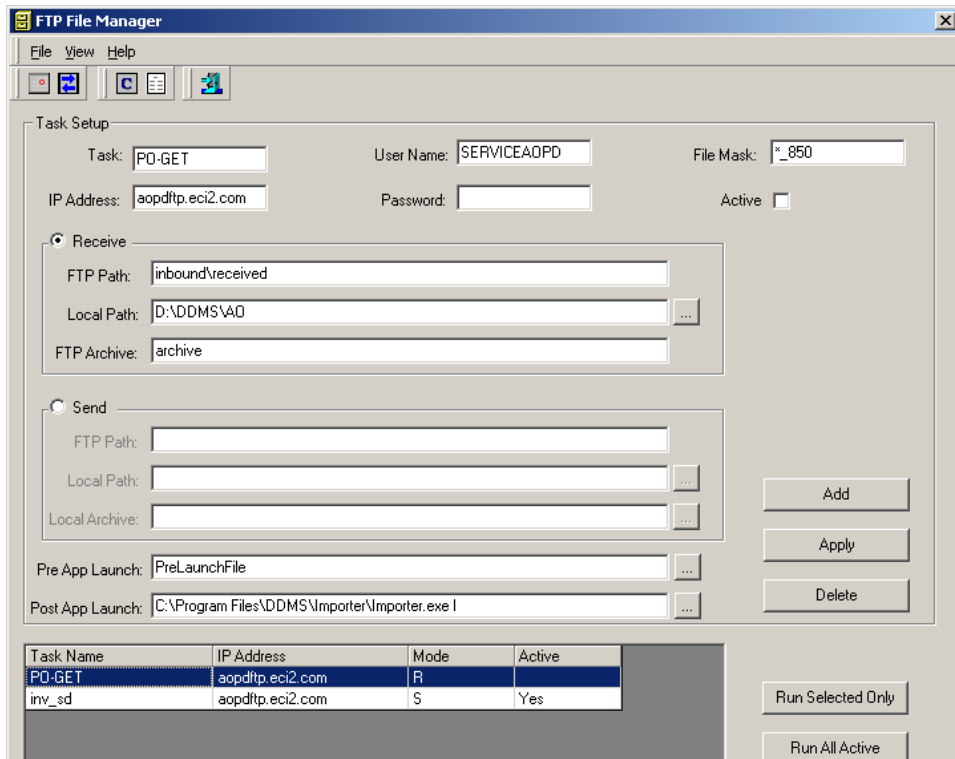 FTP File Manager
File View Help
C
Task Setup
Task: PO-GET User Name: SERVICEAOPD File Mask: *_850
IP Address: aopdftp.eci2.com Password: Active
Receive
FTP Path: inbound\received
Local Path: D:\DDMS\AO ...
FTP Archive: archive
Send
FTP Path:
Local Path: ...
Local Archive: ...
Add
Apply
Pre App Launch: PreLaunchFile ...
Delete
Post App Launch: C:\Program Files\DDMS\Importer\Importer.exe I ...
Task Name IP Address Mode Active
PO-GET aopdftp.eci2.com R
inv_sd aopdftp.eci2.com S Yes
Run Selected Only
Run All Active